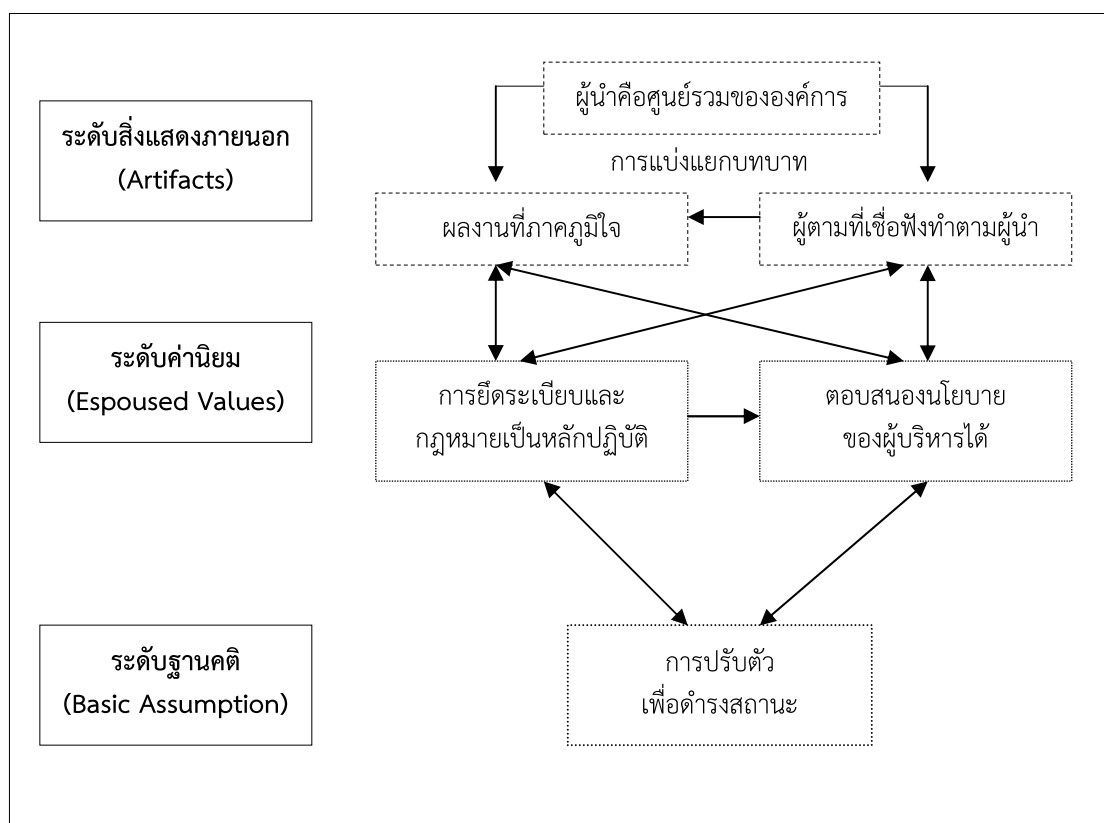 ผู้นำคือศูนย์รวมขององค์การ
ระดับสิ่งแสดงภายนอก
(Artifacts)
การแบ่งแยกบทบาท
ผลงานที่ภาคภูมิใจ
ผู้ตามที่เชื่อฟังทำตามผู้นำ
ระดับค่านิยม
(Espoused Values)
การยึดระเบียบและ
กฎหมายเป็นหลักปฏิบัติ
ตอบสนองนโยบาย
ของผู้บริหารได้
ระดับฐานคติ
(Basic Assumption)
การปรับตัว
เพื่อดำรงสถานะ